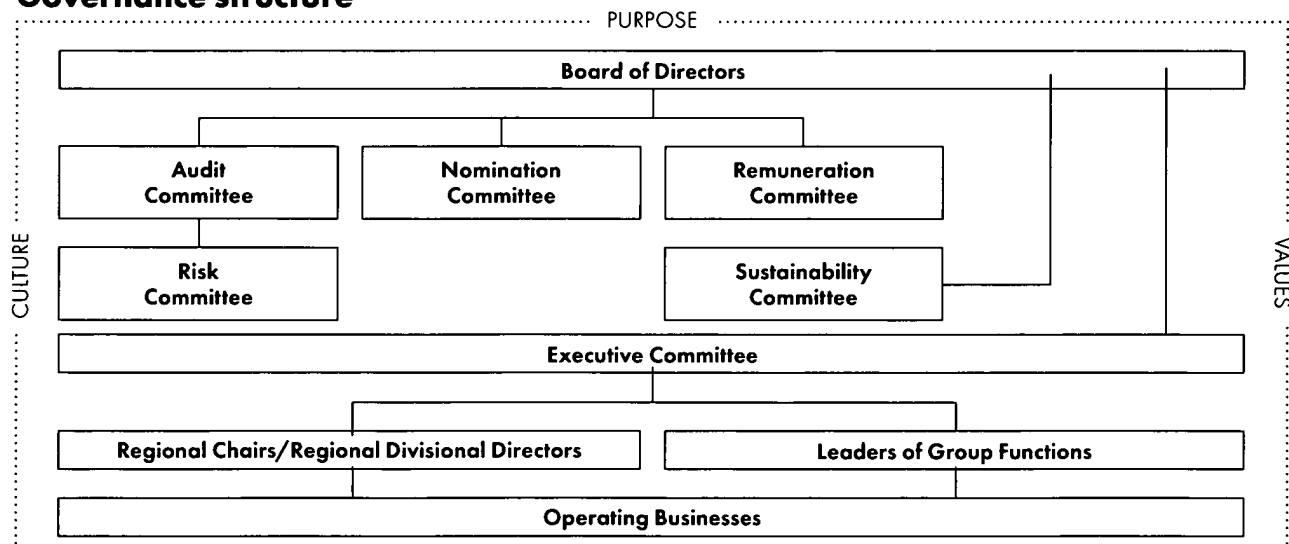 Governance structure
PURPOSE
Board of Directors
Audit
Committee
Nomination
Committee
Remuneration
Committee
Risk
Committee
Sustainability
Committee
CULTURE
VALUES
Executive Committee
Regional Chairs/Regional Divisional Directors
Leaders of Group Functions
Operating Businesses